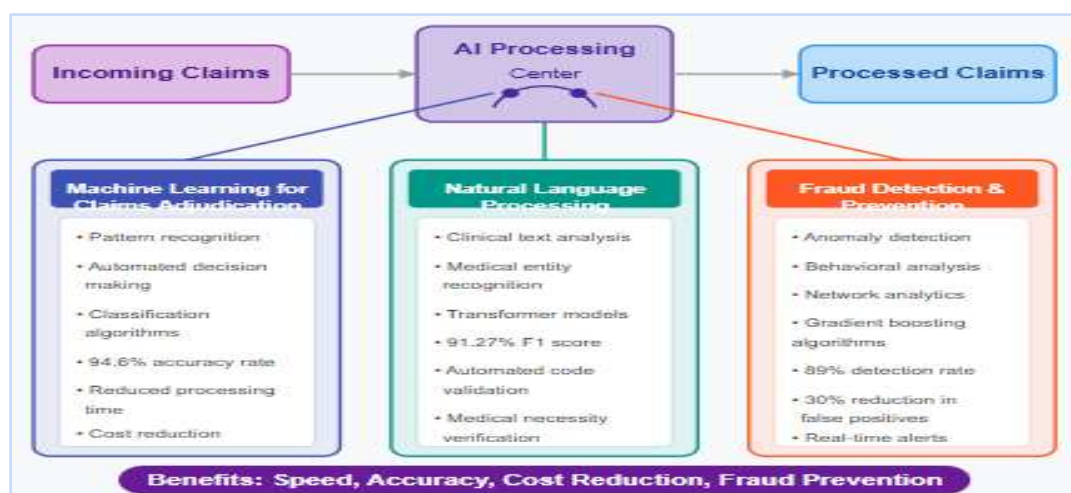 Incoming Claims
AI Processing
Center
Processed Claims
Machine Learning for
Claims Adjudication
• Pattern recognition
• Automated decision
making
• Classification
algorithms
• 94.6% accuracy rate
• Reduced processing
time
• Cost reduction
Natural Language
Processing
• Clinical text analysis
• Medical entity
recognition
• Transformer models
• 91.27% F1 score
• Automated code
validation
• Medical necessity
verification
Fraud Detection &
Prevention
• Anomaly detection
• Behavioral analysis
• Network analytics
• Gradient boosting
algorithms
• 89% detection rate
• 30% reduction in
false positives
• Real-time alerts
Benefits: Speed, Accuracy, Cost Reduction, Fraud Prevention